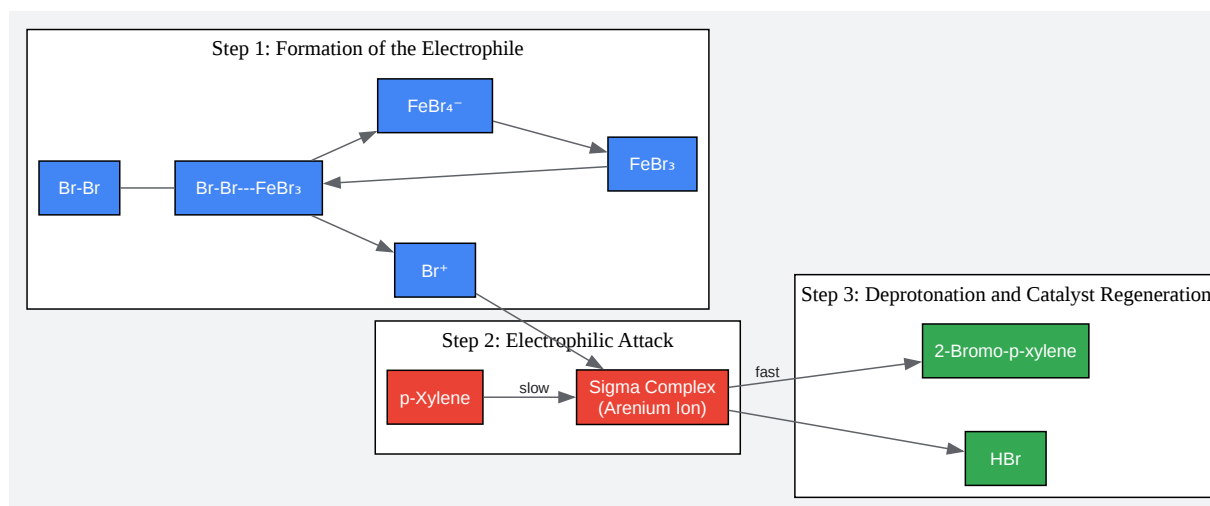 Step 1: Formation of the Electrophile
FeBr₄⁻
FeBr₃
Br-Br
Br-Br---FeBr₃
Br⁺
Step 2: Electrophilic Attack
p-Xylene
slow
Sigma Complex
(Arenium Ion)
fast
Step 3: Deprotonation and Catalyst Regeneration
2-Bromo-p-xylene
HBr